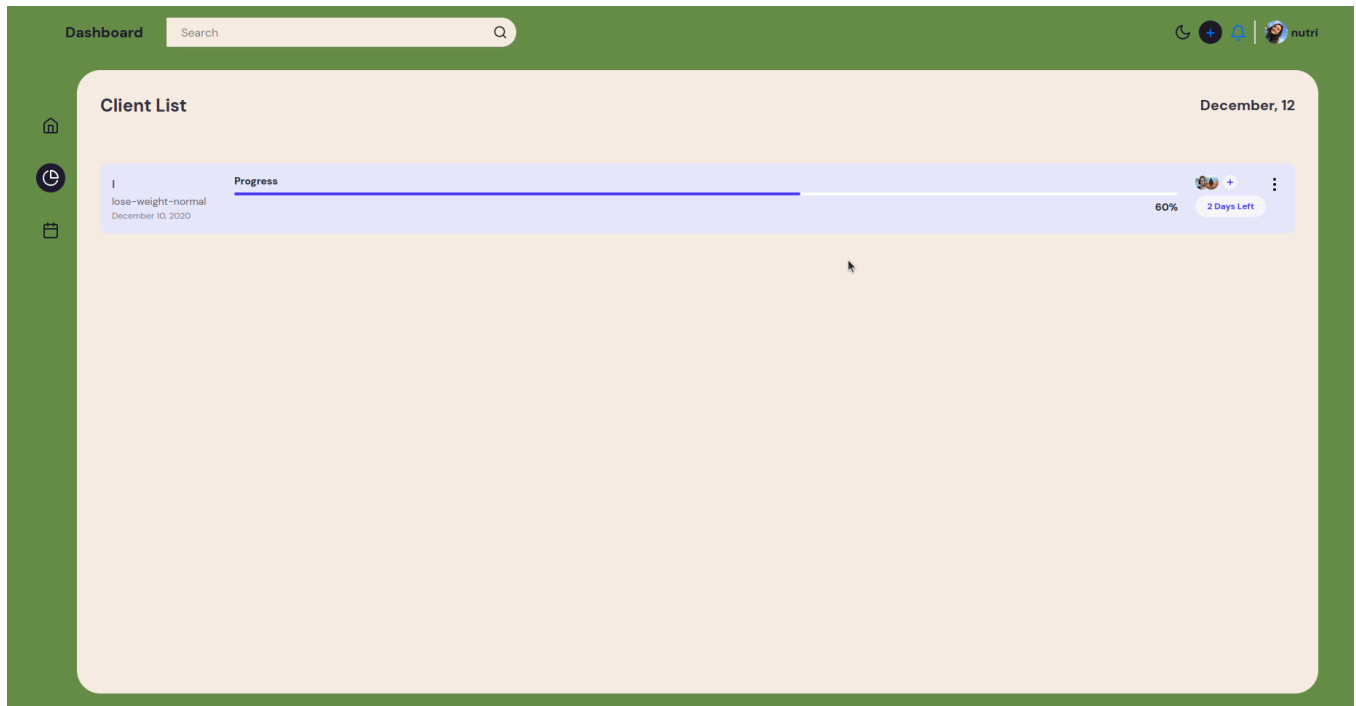 Dashboard
Search
nutri
Client List
December, 12
l
lose-weight-normal
December 10, 2020
Progress
60%
+
2 Days Left